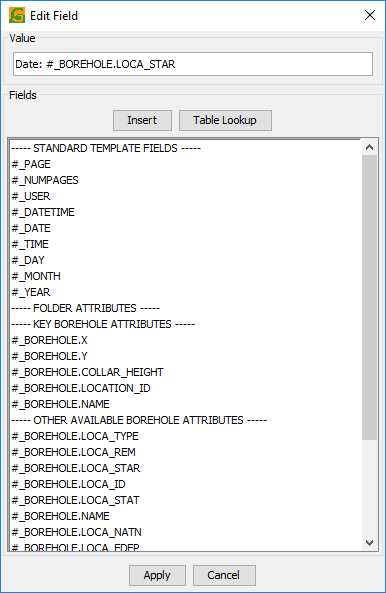 Edit Field
Value
Date: #_BOREHOLE.LOCA_STAR
Fields
Insert Table Lookup
----- STANDARD TEMPLATE FIELDS -----
#_PAGE
#_NUMPAGES
#_USER
#_DATETIME
#_DATE
#_TIME
#_DAY
#_MONTH
#_YEAR
----- FOLDER ATTRIBUTES -----
----- KEY BOREHOLE ATTRIBUTES -----
#_BOREHOLE.X
#_BOREHOLE.Y
#_BOREHOLE.COLLAR_HEIGHT
#_BOREHOLE.LOCATION_ID
#_BOREHOLE.NAME
----- OTHER AVAILABLE BOREHOLE ATTRIBUTES -----
#_BOREHOLE.LOCA_TYPE
#_BOREHOLE.LOCA_REM
#_BOREHOLE.LOCA_STAR
#_BOREHOLE.LOCA_ID
#_BOREHOLE.LOCA_STAT
#_BOREHOLE.NAME
#_BOREHOLE.LOCA_NATN
#_BOREHOLE.LOCA_FDEP
Apply Cancel